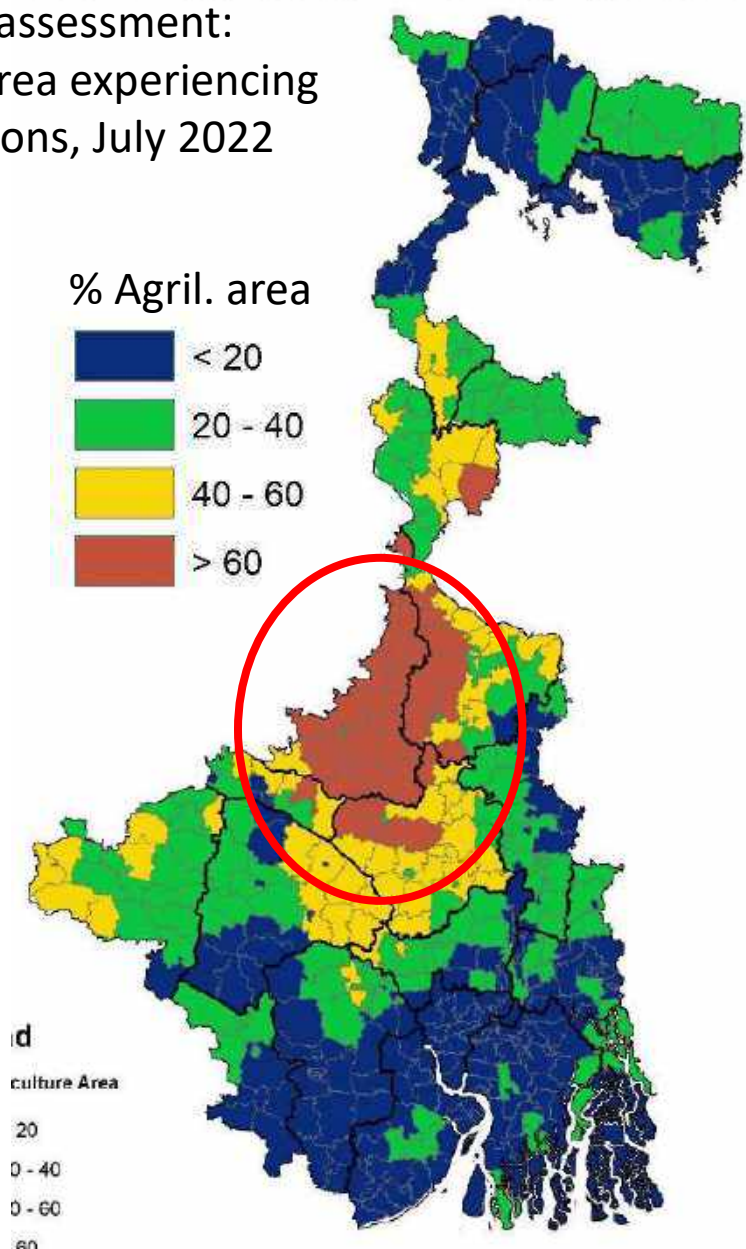 assessment:
rea experiencing
ons, July 2022
% Agril. area
< 20
20 - 40
40 - 60
> 60
d
culture Area
20
0 - 40
0 - 60
60